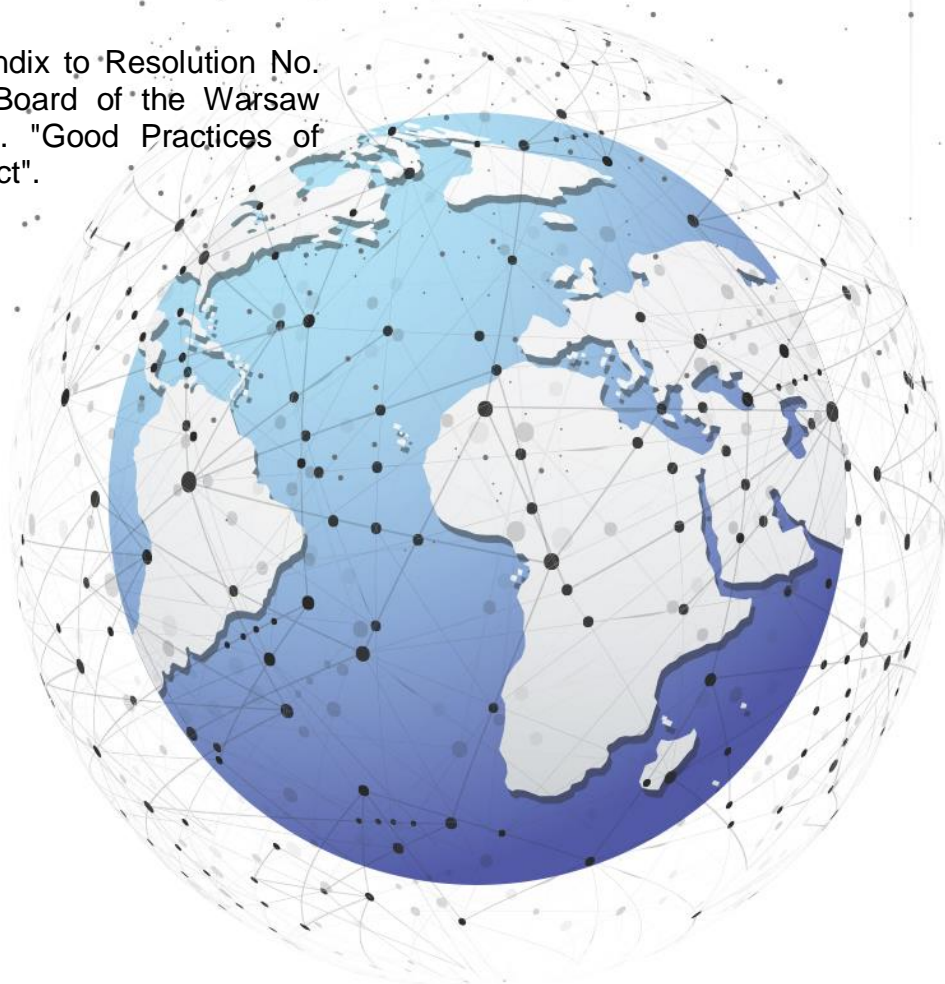 ndix to Resolution No.
Board of the Warsaw
. "Good Practices of
ct".